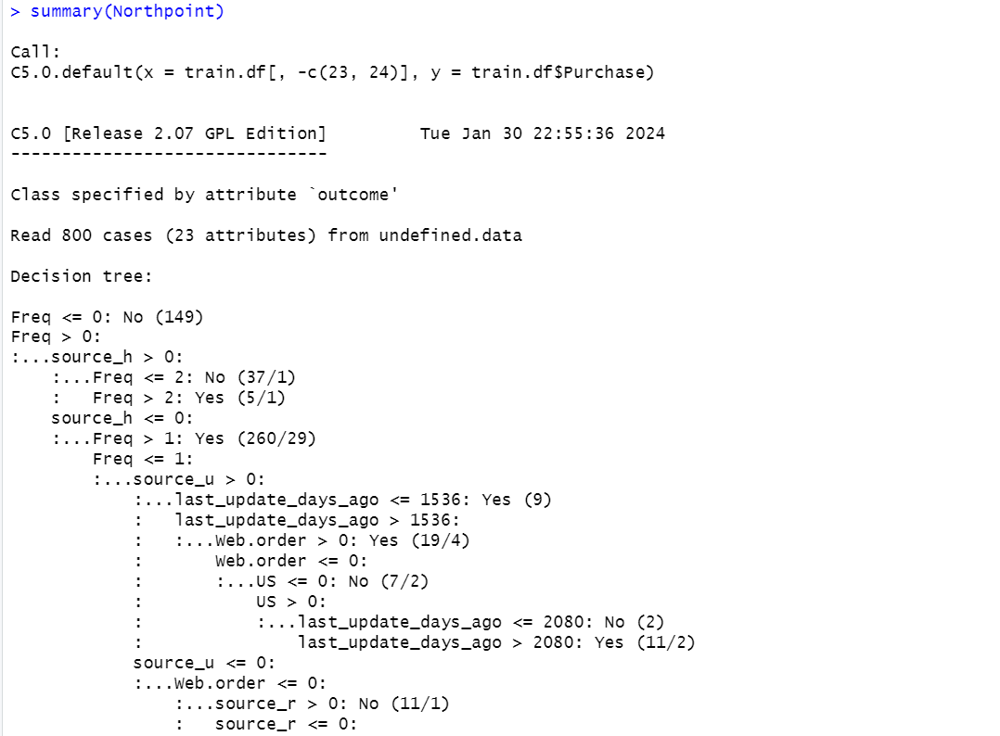 > summary(Northpoint)
Call:
C5.0.default(x = train.df[, -c(23, 24)], y = train.df$Purchase)
C5.0 [Release 2.07 GPL Edition]         Tue Jan 30 22:55:36 2024
-------------------------------
Class specified by attribute `outcome'
Read 800 cases (23 attributes) from undefined.data
Decision tree:
Freq <= 0: No (149)
Freq > 0:
:...source_h > 0:
    :...Freq <= 2: No (37/1)
    :   Freq > 2: Yes (5/1)
    source_h <= 0:
    :...Freq > 1: Yes (260/29)
        Freq <= 1:
        :...source_u > 0:
            :...last_update_days_ago <= 1536: Yes (9)
            :   last_update_days_ago > 1536:
            :   :...Web.order > 0: Yes (19/4)
            :       Web.order <= 0:
            :       :...US <= 0: No (7/2)
            :           US > 0:
            :           :...last_update_days_ago <= 2080: No (2)
            :               last_update_days_ago > 2080: Yes (11/2)
            source_u <= 0:
            :...Web.order <= 0:
                :...source_r > 0: No (11/1)
                :   source_r <= 0: